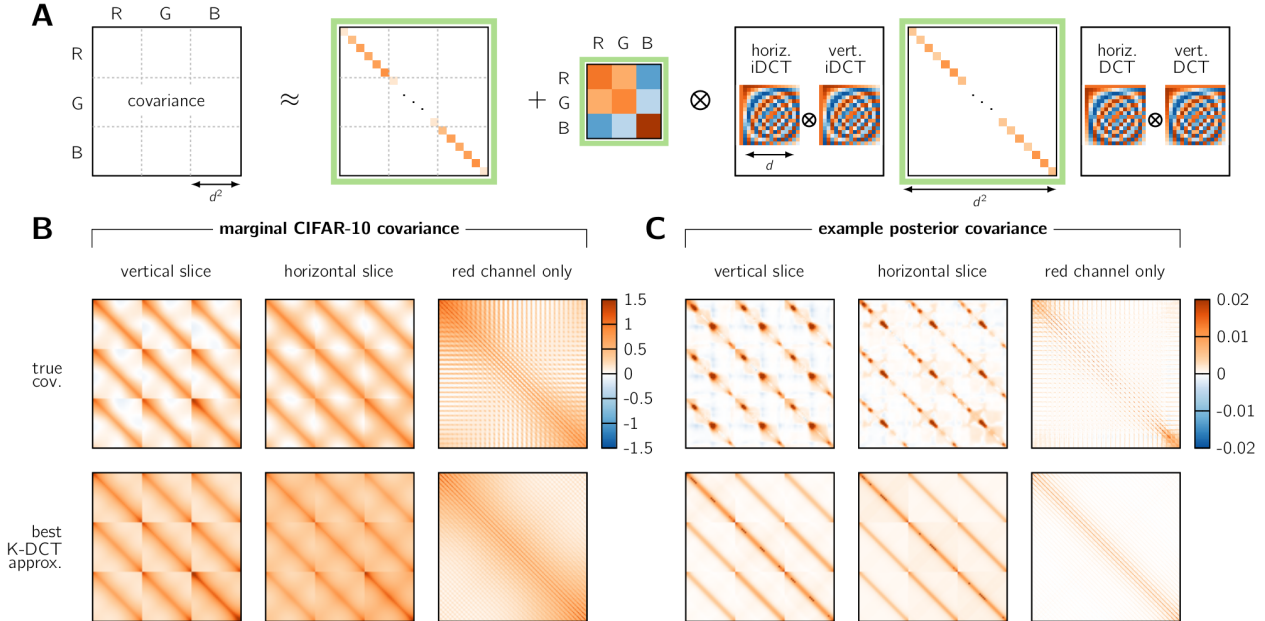 A
R G B
R
G
B
covariance
d²
≈
+
R G B
R
G
B
⊗
horiz. iDCT
⊗
vert. iDCT
d
d²
horiz. DCT
⊗
vert. DCT
B
marginal CIFAR-10 covariance
vertical slice
horizontal slice
red channel only
true
cov.
1.5
1
0.5
0
-0.5
-1
-1.5
best
K-DCT
approx.
C
example posterior covariance
vertical slice
horizontal slice
red channel only
0.02
0.01
0
-0.01
-0.02